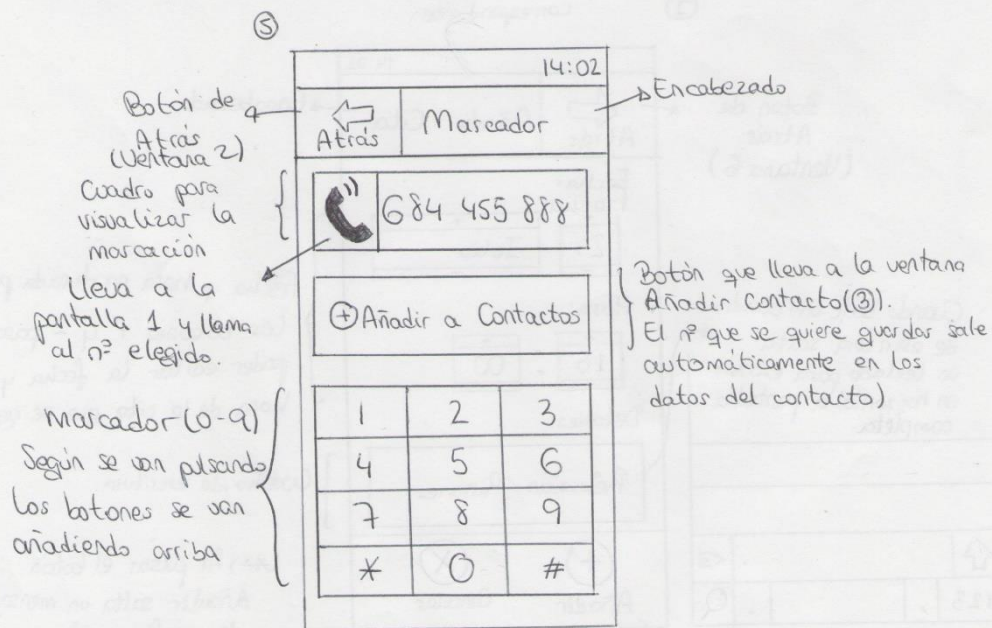 5
14:02
Botón de
Atrás
(Ventana 2)
Atrás
Marcador
Encabezado
Cuadro para
visualizar la
marcación
684 455 888
Lleva a la
pantalla 1 y llama
al nº elegido.
+ Añadir a Contactos
Botón que lleva a la ventana
Añadir Contacto (3).
El nº que se quiere guardar sale
automáticamente en los
datos del contacto.
Marcador (0-9)
Según se van pulsando
los botones se van
añadiendo arriba
1 2 3
4 5 6
7 8 9
* 0 #